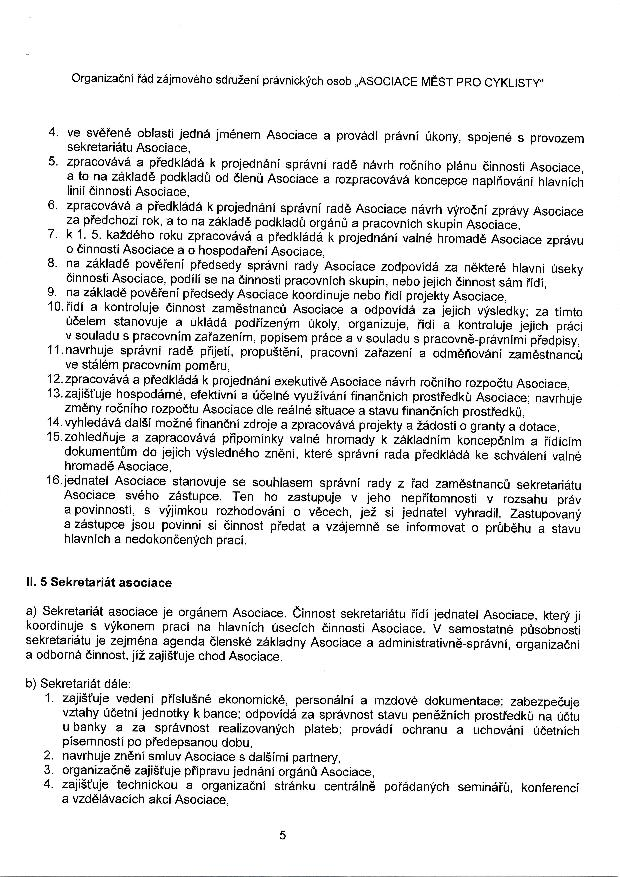 Organizační řád zájmového sdružení právnických osob „ASOCIACE MĚST PRO CYKLISTY"
4. ve svěřené oblasti jedná jménem Asociace a provádí právní úkony, spojené s provozem
sekretariátu Asociace,
5. zpracovává a předkládá k projednání správní radě návrh ročního plánu činnosti Asociace,
a to na základě podkladů od členů Asociace a rozpracovává koncepce naplňování hlavních
linií činnosti Asociace,
6. zpracovává a předkládá k projednání správní radě Asociace návrh výroční zprávy Asociace
za předchozí rok, a to na základě podkladů orgánů a pracovních skupin Asociace,
7. k 1. 5. každého roku zpracovává a předkládá k projednání valné hromadě Asociace zprávu
o činnosti Asociace a o hospodaření Asociace,
8. na základě pověření předsedy správní rady Asociace zodpovídá za některé hlavní úseky
činnosti Asociace, podílí se na činnosti pracovních skupin, nebo jejich činnost sám řídí,
9. na základě pověření předsedy Asociace koordinuje nebo řídí projekty Asociace,
10. řídí a kontroluje činnost zaměstnanců Asociace a odpovídá za jejich výsledky; za tímto
účelem stanovuje a ukládá podřízeným úkoly, organizuje, řídí a kontroluje jejich práci
v souladu s pracovním zařazením, popisem práce a v souladu s pracovně-právními předpisy,
11. navrhuje správní radě přijetí, propuštění, pracovní zařazení a odměňování zaměstnanců
ve stálém pracovním poměru,
12. zpracovává a předkládá k projednání exekutivě Asociace návrh ročního rozpočtu Asociace,
13. zajišťuje hospodárné, efektivní a účelné využívání finančních prostředků Asociace; navrhuje
změny ročního rozpočtu Asociace dle reálné situace a stavu finančních prostředků,
14. vyhledává další možné finanční zdroje a zpracovává projekty a žádosti o granty a dotace,
15. zohledňuje a zapracovává připomínky valné hromady k základním koncepčním a řídícím
dokumentům do jejich výsledného znění, které správní rada předkládá ke schválení valné
hromadě Asociace,
16. jednatel Asociace stanovuje se souhlasem správní rady z řad zaměstnanců sekretariátu
Asociace svého zástupce. Ten ho zastupuje v jeho nepřítomnosti v rozsahu práv
a povinností, s výjimkou rozhodování o věcech, jež si jednatel vyhradil. Zastupovaný
a zástupce jsou povinni si činnost předat a vzájemně se informovat o průběhu a stavu
hlavních a nedokončených prací.
II. 5 Sekretariát asociace
a) Sekretariát asociace je orgánem Asociace. Činnost sekretariátu řídí jednatel Asociace, který ji
koordinuje s výkonem prací na hlavních úsecích činnosti Asociace. V samostatné působnosti
sekretariátu je zejména agenda členské základny Asociace a administrativně-správní, organizační
a odborná činnost, jíž zajišťuje chod Asociace.
b) Sekretariát dále:
1. zajišťuje vedení příslušné ekonomické, personální a mzdové dokumentace; zabezpečuje
vztahy účetní jednotky k bance; odpovídá za správnost stavu peněžních prostředků na účtu
u banky a za správnost realizovaných plateb; provádí ochranu a uchování účetních
písemností po předepsanou dobu,
2. navrhuje znění smluv Asociace s dalšími partnery,
3. organizačně zajišťuje přípravu jednání orgánů Asociace,
4. zajišťuje technickou a organizační stránku centrálně pořádaných seminářů, konferencí
a vzdělávacích akcí Asociace,
5